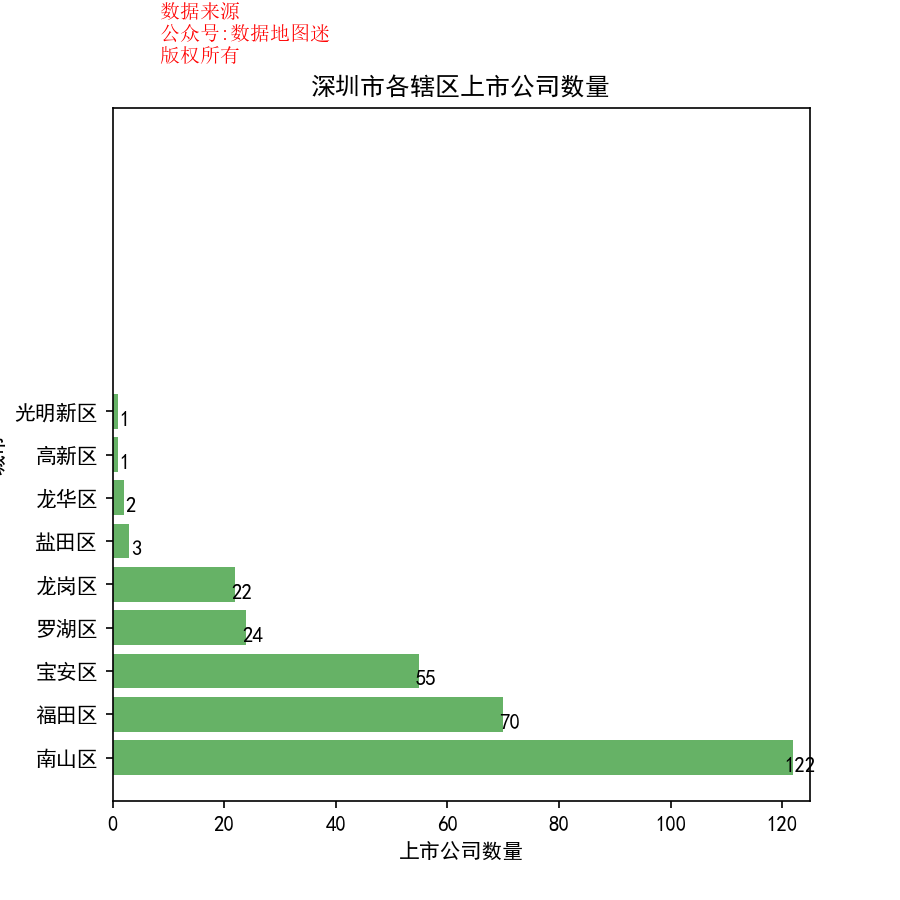 数据来源
公众号:数据地图迷
版权所有
深圳市各辖区上市公司数量
光明新区 1
高新区 1
龙华区 2
盐田区 3
龙岗区 22
罗湖区 24
宝安区 55
福田区 70
南山区 122
0 20 40 60 80 100 120
上市公司数量